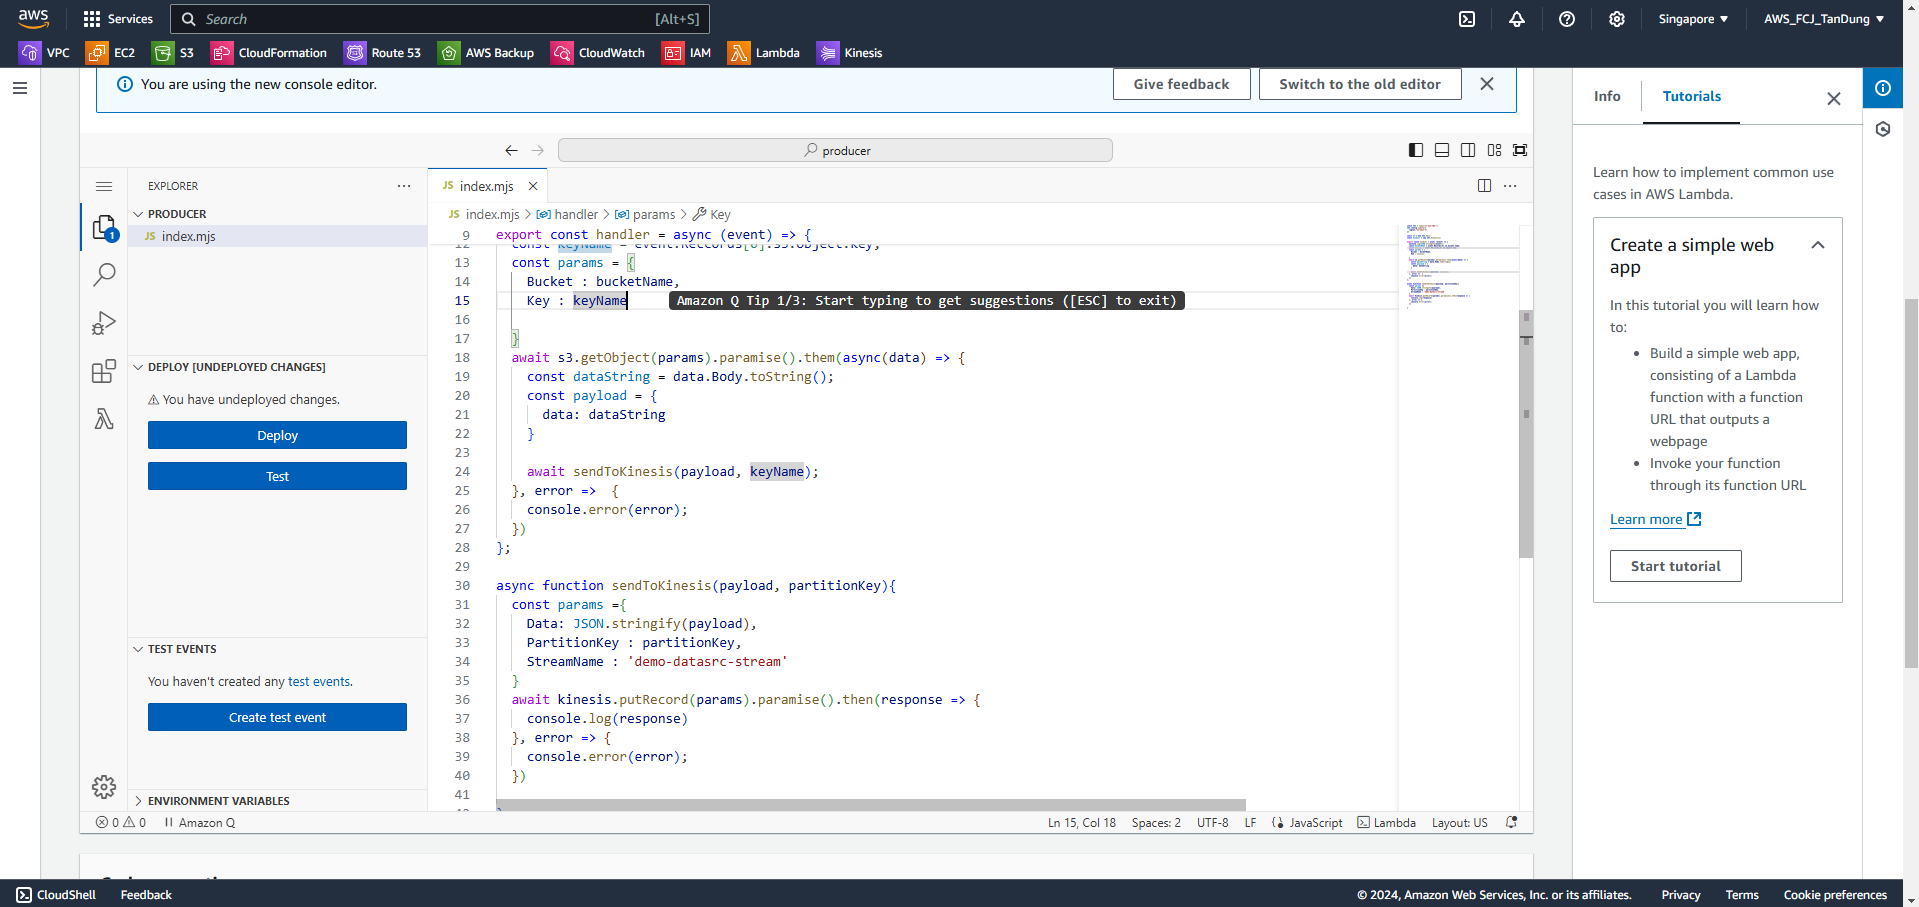 aws
Services
Search
[Alt+S]
Singapore ▼
AWS_FCJ_TanDung ▼
VPC
EC2
S3
CloudFormation
Route 53
AWS Backup
CloudWatch
IAM
Lambda
Kinesis
You are using the new console editor.
Give feedback
Switch to the old editor
producer
EXPLORER
PRODUCER
JS index.mjs
DEPLOY [UNDEPLOYED CHANGES]
You have undeployed changes.
Deploy
Test
TEST EVENTS
You haven't created any test events.
Create test event
ENVIRONMENT VARIABLES
JS index.mjs
JS index.mjs > handler > params > Key
9 export const handler = async (event) => {
13 const params = {
14 Bucket : bucketName,
15 Key : keyName Amazon Q Tip 1/3: Start typing to get suggestions ([ESC] to exit)
16
17 }
18 await s3.getObject(params).paramise().them(async(data) => {
19 const dataString = data.Body.toString();
20 const payload = {
21 data: dataString
22 }
23
24 await sendToKinesis(payload, keyName);
25 }, error => {
26 console.error(error);
27 })
28 };
29
30 async function sendToKinesis(payload, partitionKey){
31 const params ={
32 Data: JSON.stringify(payload),
33 PartitionKey : partitionKey,
34 StreamName : 'demo-datasrc-stream'
35 }
36 await kinesis.putRecord(params).paramise().then(response => {
37 console.log(response)
38 }, error => {
39 console.error(error);
40 })
41
0 0 Amazon Q
Ln 15, Col 18 Spaces: 2 UTF-8 LF JavaScript Lambda Layout: US
Info
Tutorials
Learn how to implement common use
cases in AWS Lambda.
Create a simple web
app
In this tutorial you will learn how
to:
• Build a simple web app,
consisting of a Lambda
function with a function
URL that outputs a
webpage
• Invoke your function
through its function URL
Learn more
Start tutorial
CloudShell
Feedback
© 2024, Amazon Web Services, Inc. or its affiliates.
Privacy
Terms
Cookie preferences